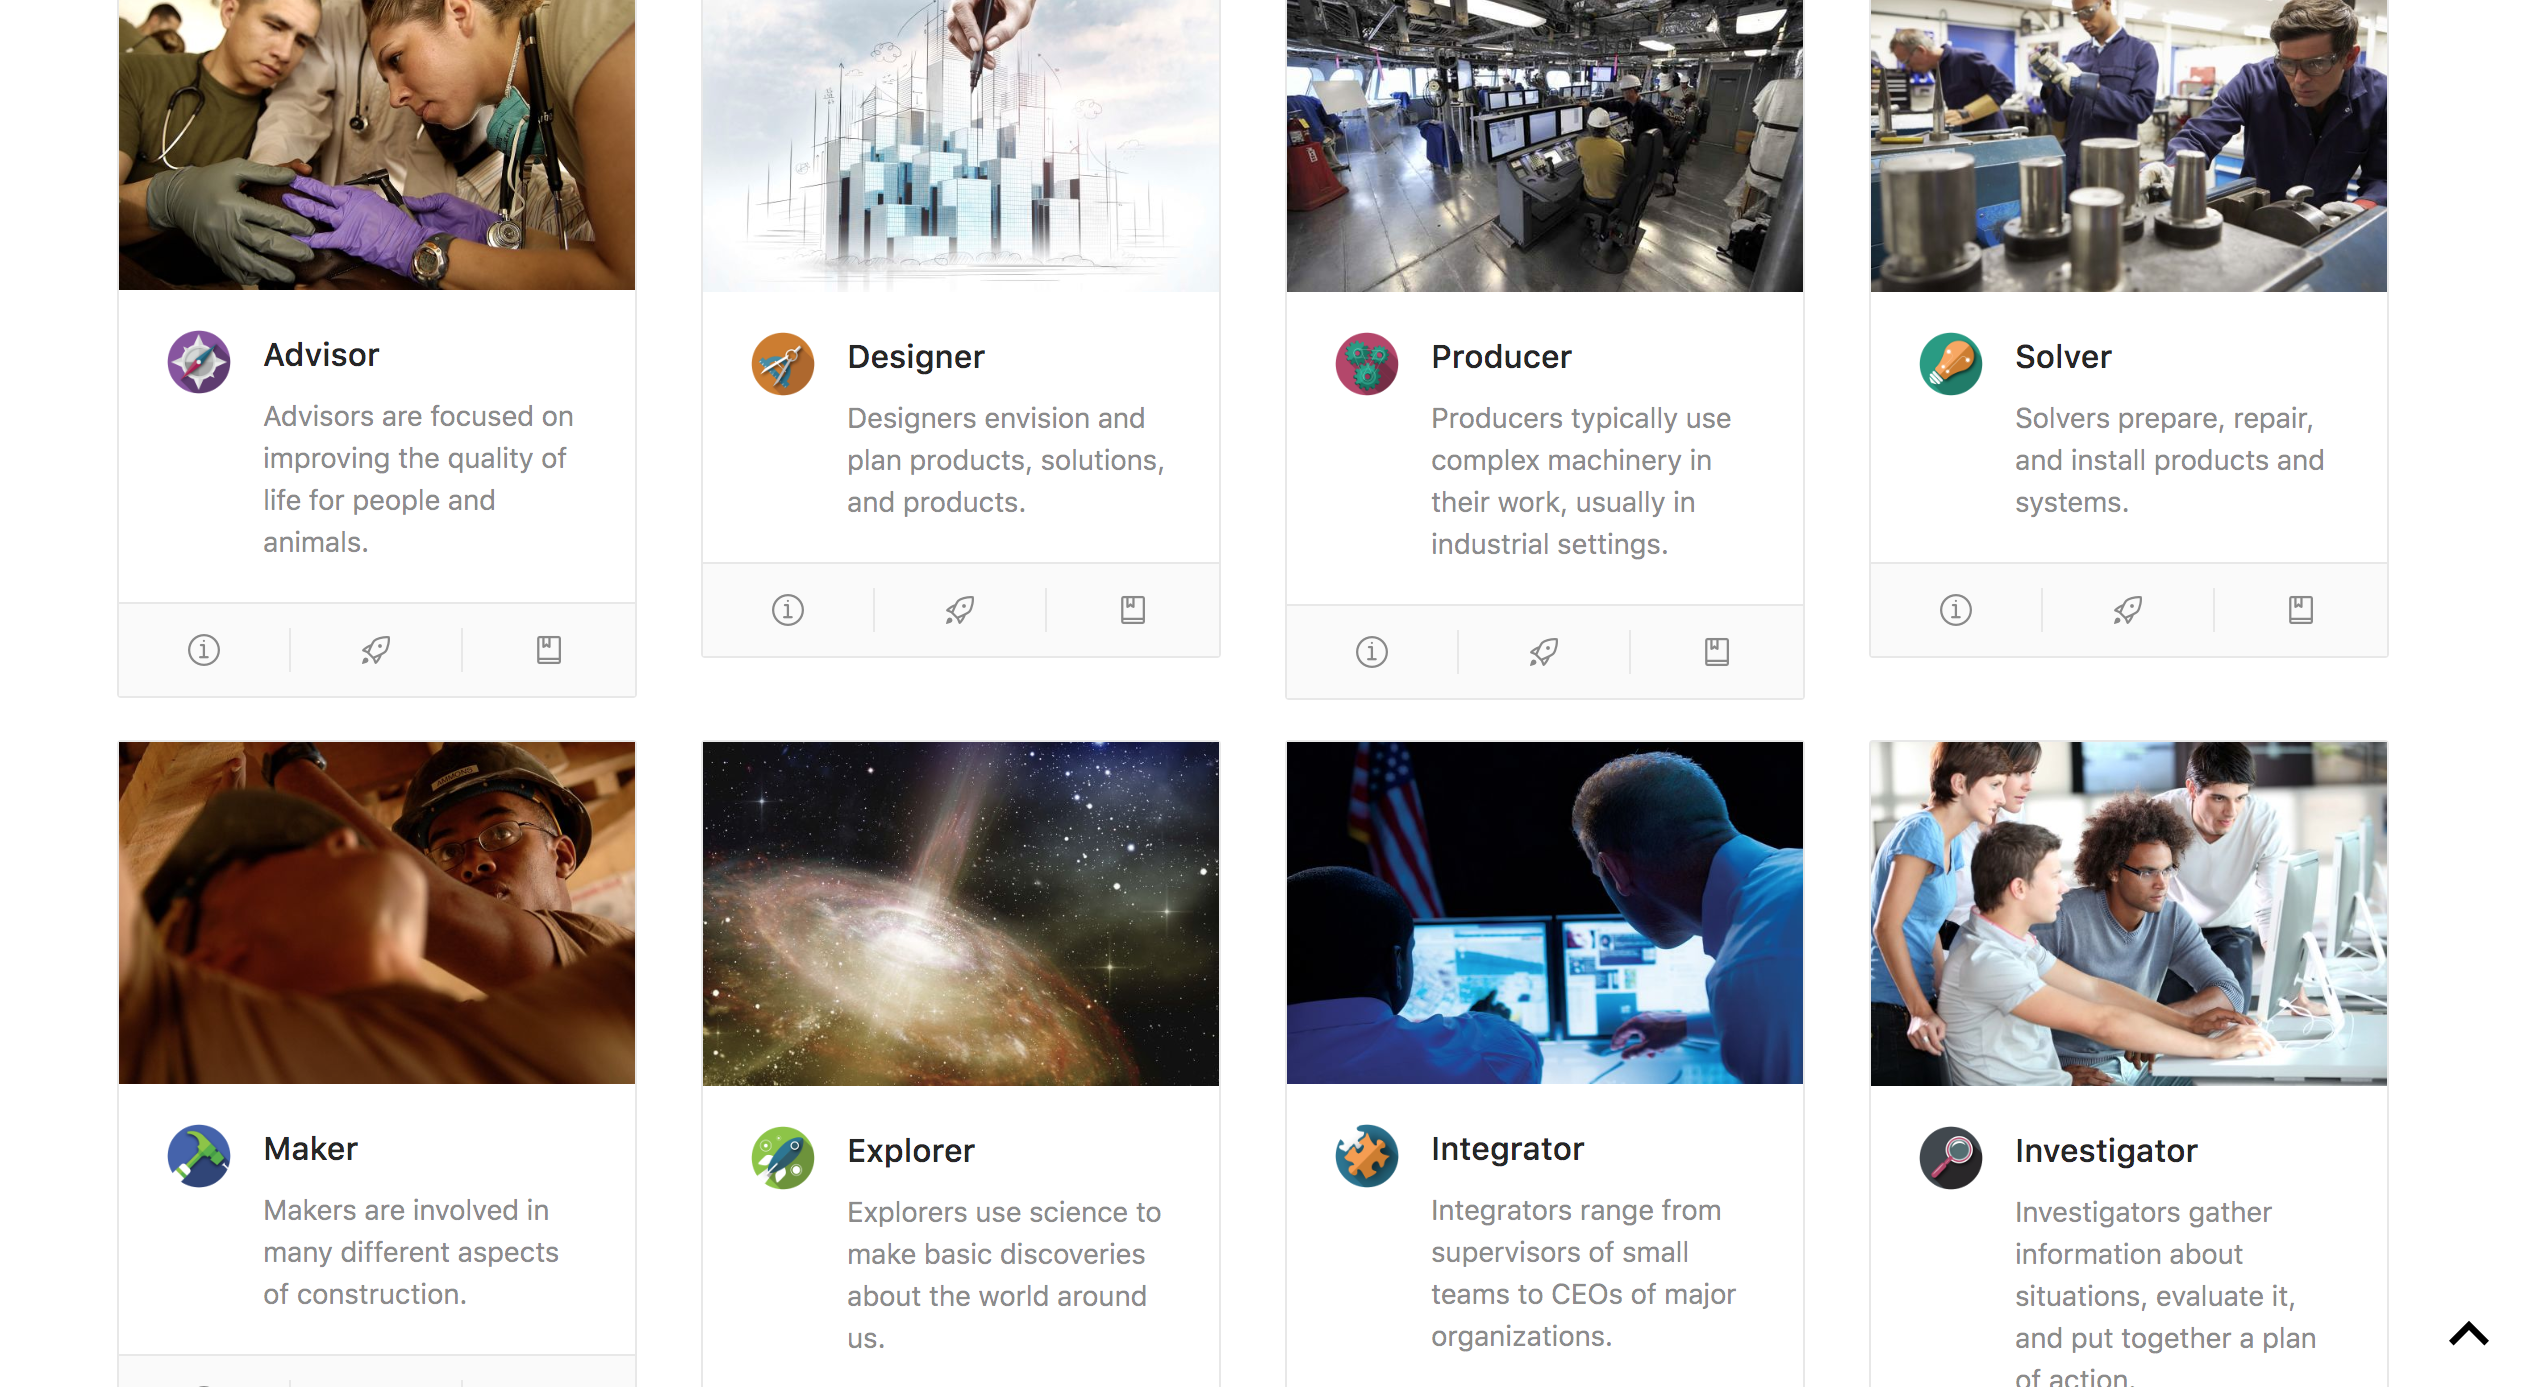 Advisor
Advisors are focused on
improving the quality of
life for people and
animals.
Designer
Designers envision and
plan products, solutions,
and products.
Producer
Producers typically use
complex machinery in
their work, usually in
industrial settings.
Solver
Solvers prepare, repair,
and install products and
systems.
AMMONS
Maker
Makers are involved in
many different aspects
of construction.
Explorer
Explorers use science to
make basic discoveries
about the world around
us.
Integrator
Integrators range from
supervisors of small
teams to CEOs of major
organizations.
Investigator
Investigators gather
information about
situations, evaluate it,
and put together a plan
of action.